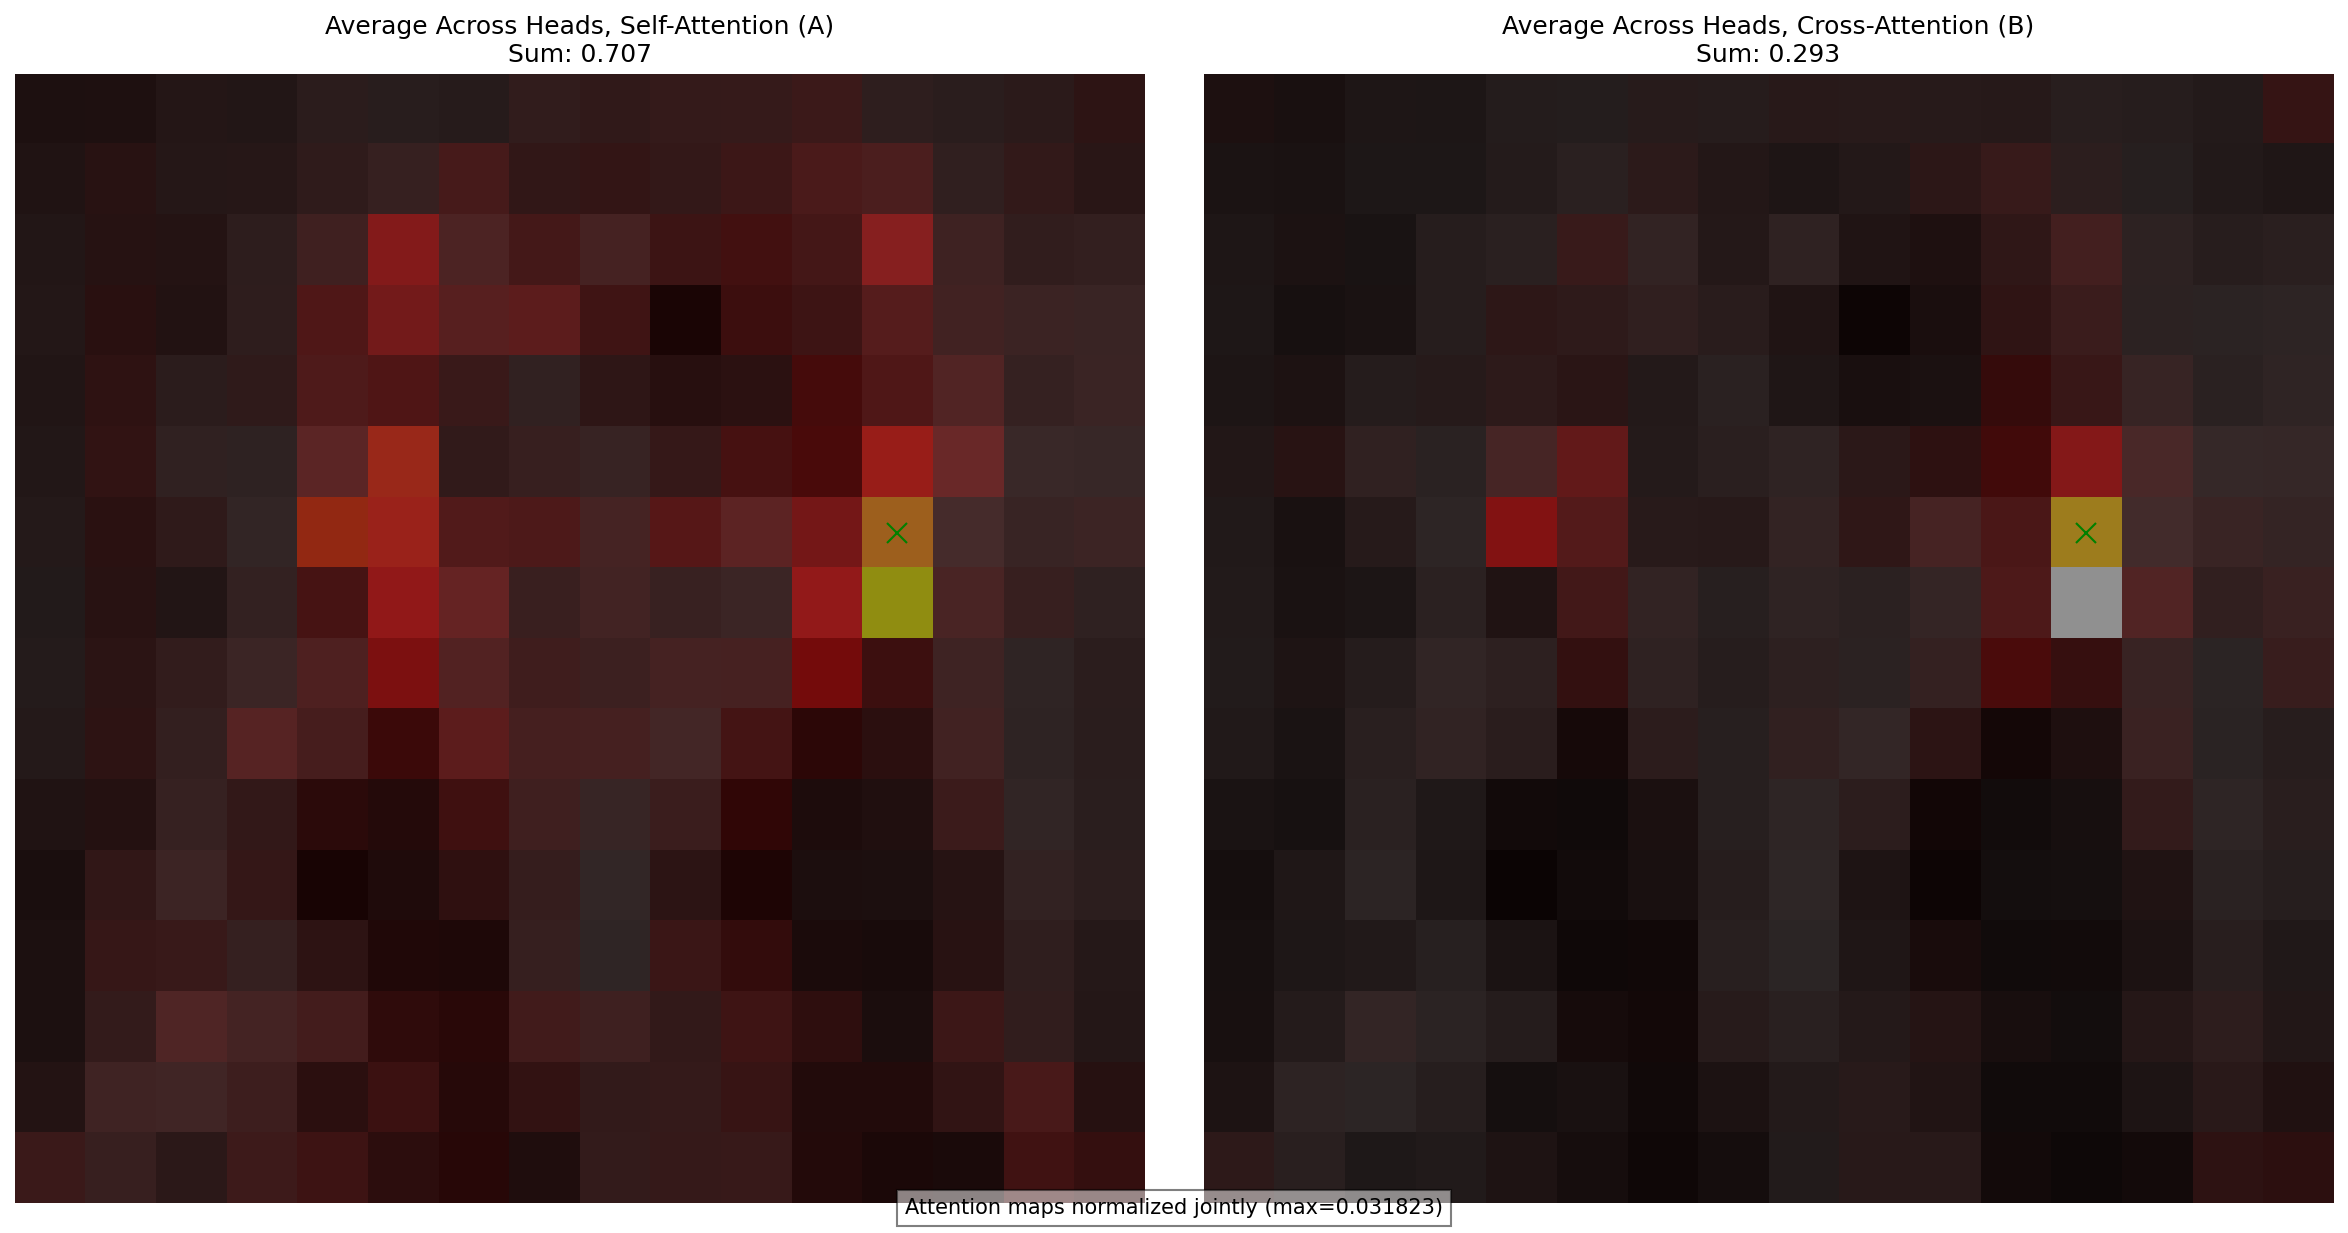 Average Across Heads, Self-Attention (A)
Sum: 0.707
Average Across Heads, Cross-Attention (B)
Sum: 0.293
Attention maps normalized jointly (max=0.031823)